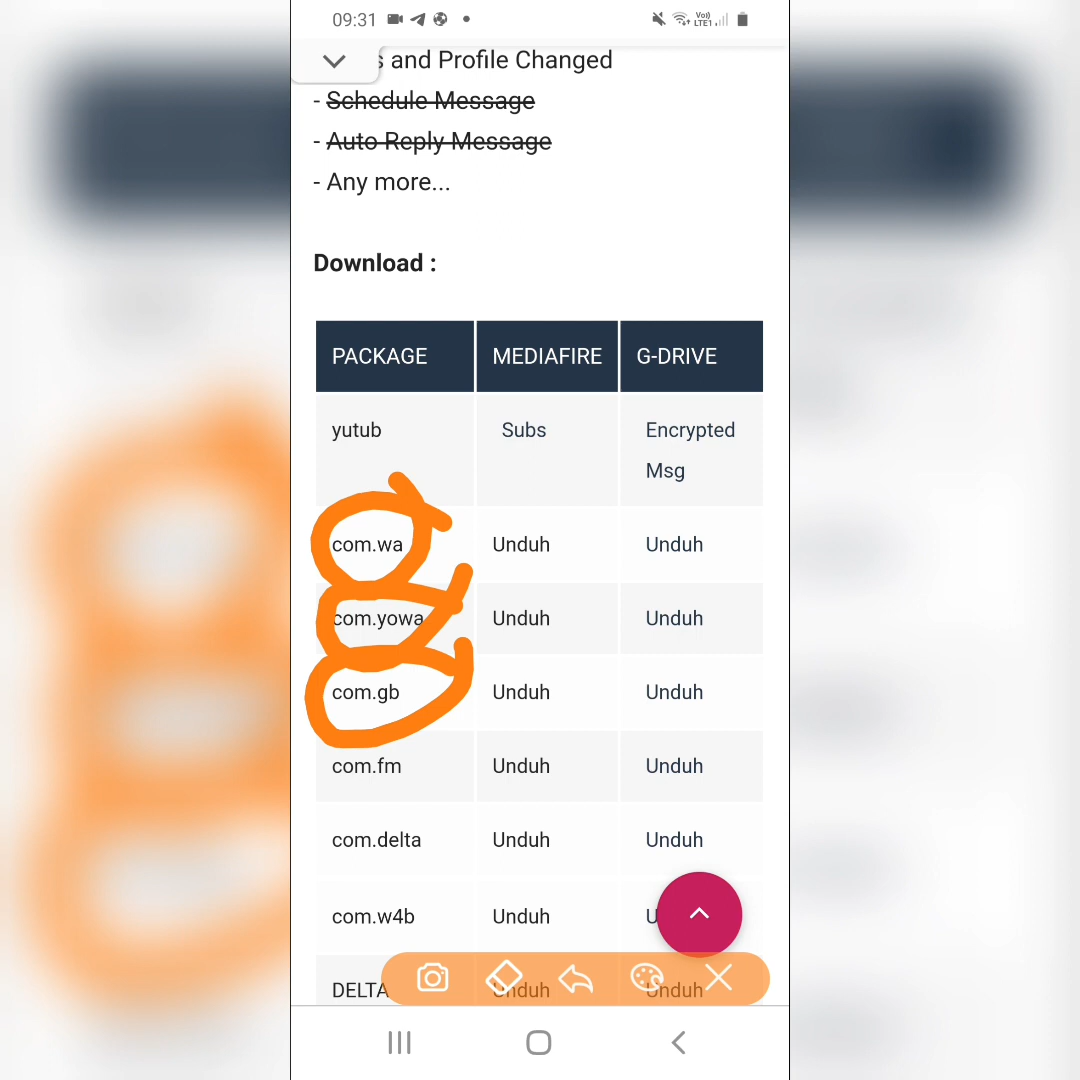 09:31
Vo)) LTE1
s and Profile Changed
- Schedule Message
- Auto Reply Message
- Any more...
Download :
PACKAGE MEDIAFIRE G-DRIVE
yutub Subs Encrypted
Msg
com.wa Unduh Unduh
com.yowa Unduh Unduh
com.gb Unduh Unduh
com.fm Unduh Unduh
com.delta Unduh Unduh
com.w4b Unduh U
DELTA Unduh Unduh